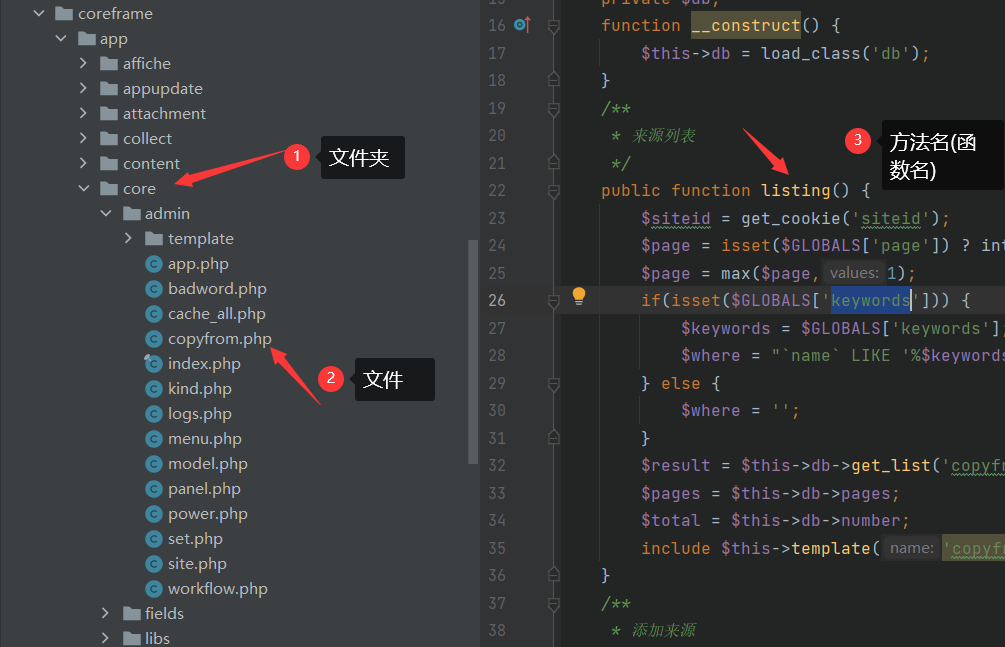 coreframe
app
affiche
appupdate
attachment
collect
content
core
admin
template
app.php
badword.php
cache_all.php
copyfrom.php
index.php
kind.php
logs.php
menu.php
model.php
panel.php
power.php
set.php
site.php
workflow.php
fields
libs
1
文件夹
2
文件
private $db;
16 function __construct() {
17 $this->db = load_class('db');
18 }
19 /**
20 * 来源列表
21 */
22 public function listing() {
23 $siteid = get_cookie('siteid');
24 $page = isset($GLOBALS['page']) ? int
25 $page = max($page, values: 1);
26 if(isset($GLOBALS['keywords'])) {
27 $keywords = $GLOBALS['keywords'];
28 $where = "`name` LIKE '%$keywords
29 } else {
30 $where = '';
31 }
32 $result = $this->db->get_list('copyfr
33 $pages = $this->db->pages;
34 $total = $this->db->number;
35 include $this->template( name: 'copyfr
36 }
37 /**
38 * 添加来源
3
方法名(函
数名)